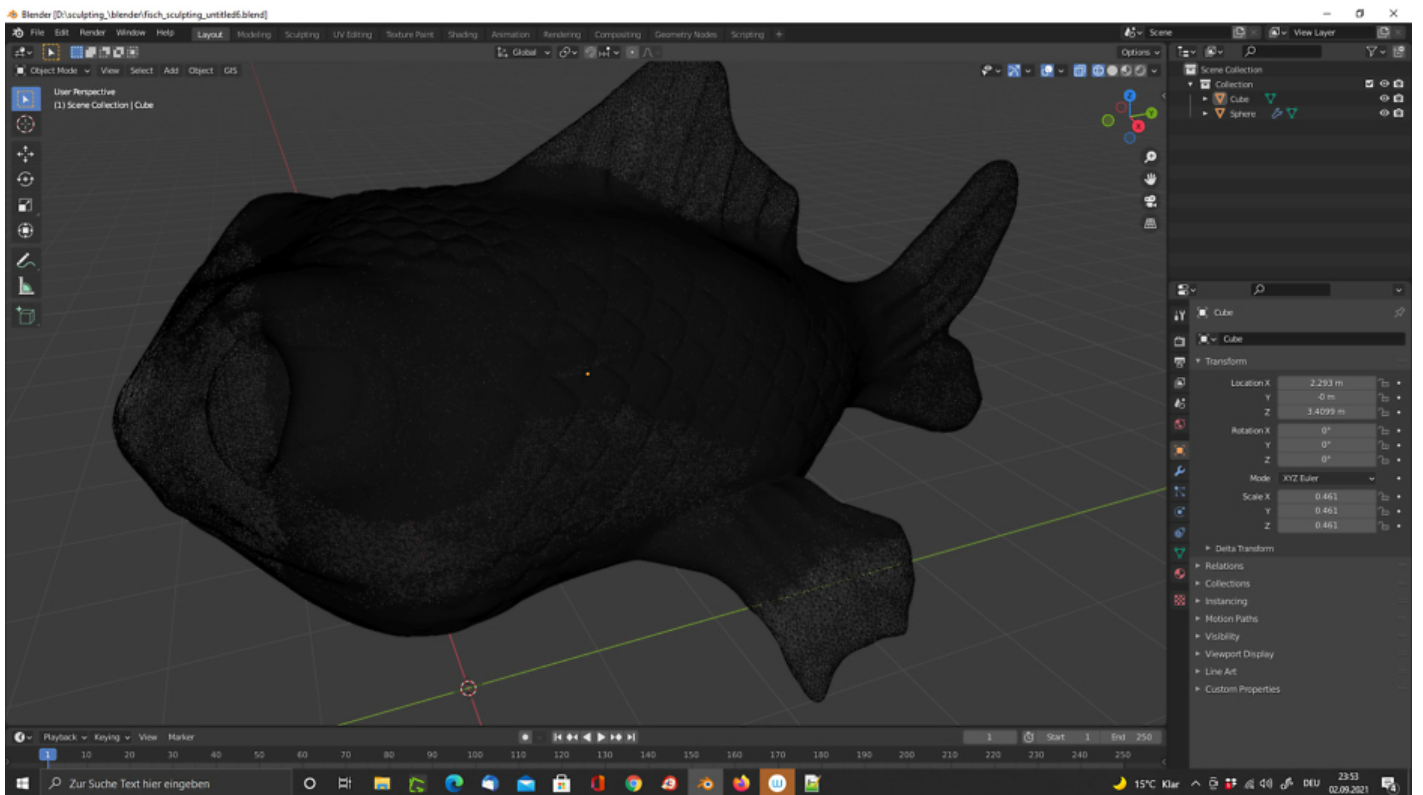 Blender [D:\sculpting_\blender\fisch_sculpting_untitled6.blend]
File Edit Render Window Help Layout Modeling Sculpting UV Editing Texture Paint Shading Animation Rendering Compositing Geometry Nodes Scripting + Scene View Layer
Global Options
Object Mode View Select Add Object GIS
User Perspective
(1) Scene Collection | Cube
Z
Y
X
Scene Collection
Collection
Cube
Sphere
Cube
Cube
Transform
Location X 2.293 m
Y -0 m
Z 3.4099 m
Rotation X 0°
Y 0°
Z 0°
Mode XYZ Euler
Scale X 0.461
Y 0.461
Z 0.461
Delta Transform
Relations
Collections
Instancing
Motion Paths
Visibility
Viewport Display
Line Art
Custom Properties
Playback Keying View Marker 1 Start 1 End 250
1 10 20 30 40 50 60 70 80 90 100 110 120 130 140 150 160 170 180 190 200 210 220 230 240 250
Zur Suche Text hier eingeben 15°C Klar DEU 23:53
02.09.2021